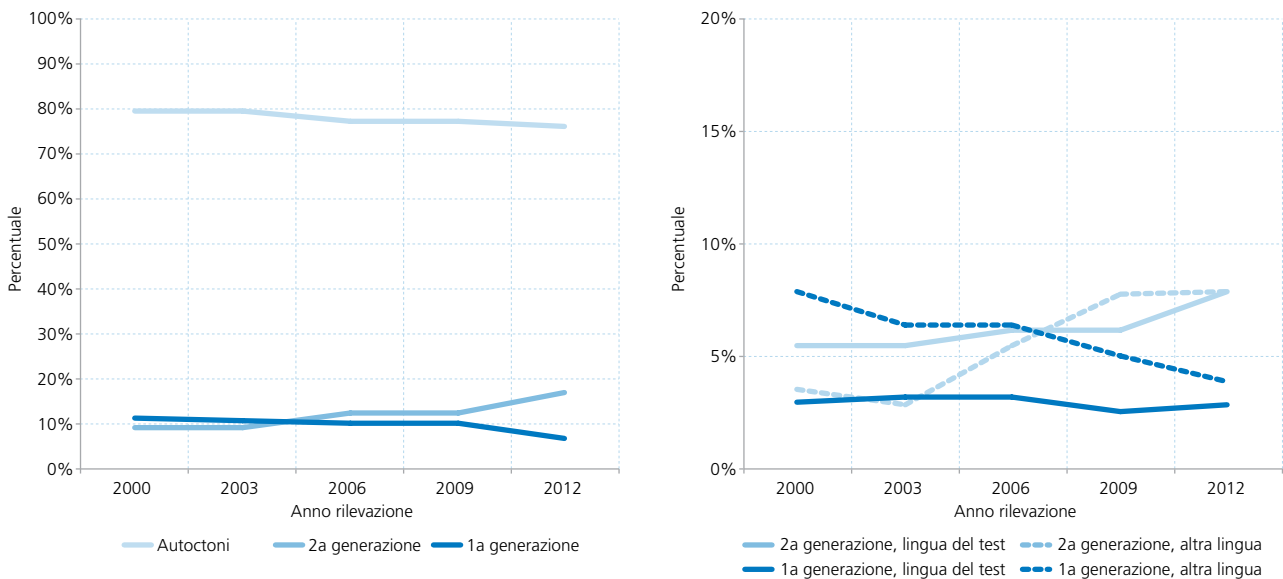 100%
90%
80%
70%
60%
50%
40%
30%
20%
10%
0%
Percentuale
2000 2003 2006 2009 2012
Anno rilevazione
Autoctoni 2a generazione 1a generazione
20%
15%
10%
5%
0%
Percentuale
2000 2003 2006 2009 2012
Anno rilevazione
2a generazione, lingua del test 2a generazione, altra lingua
1a generazione, lingua del test 1a generazione, altra lingua